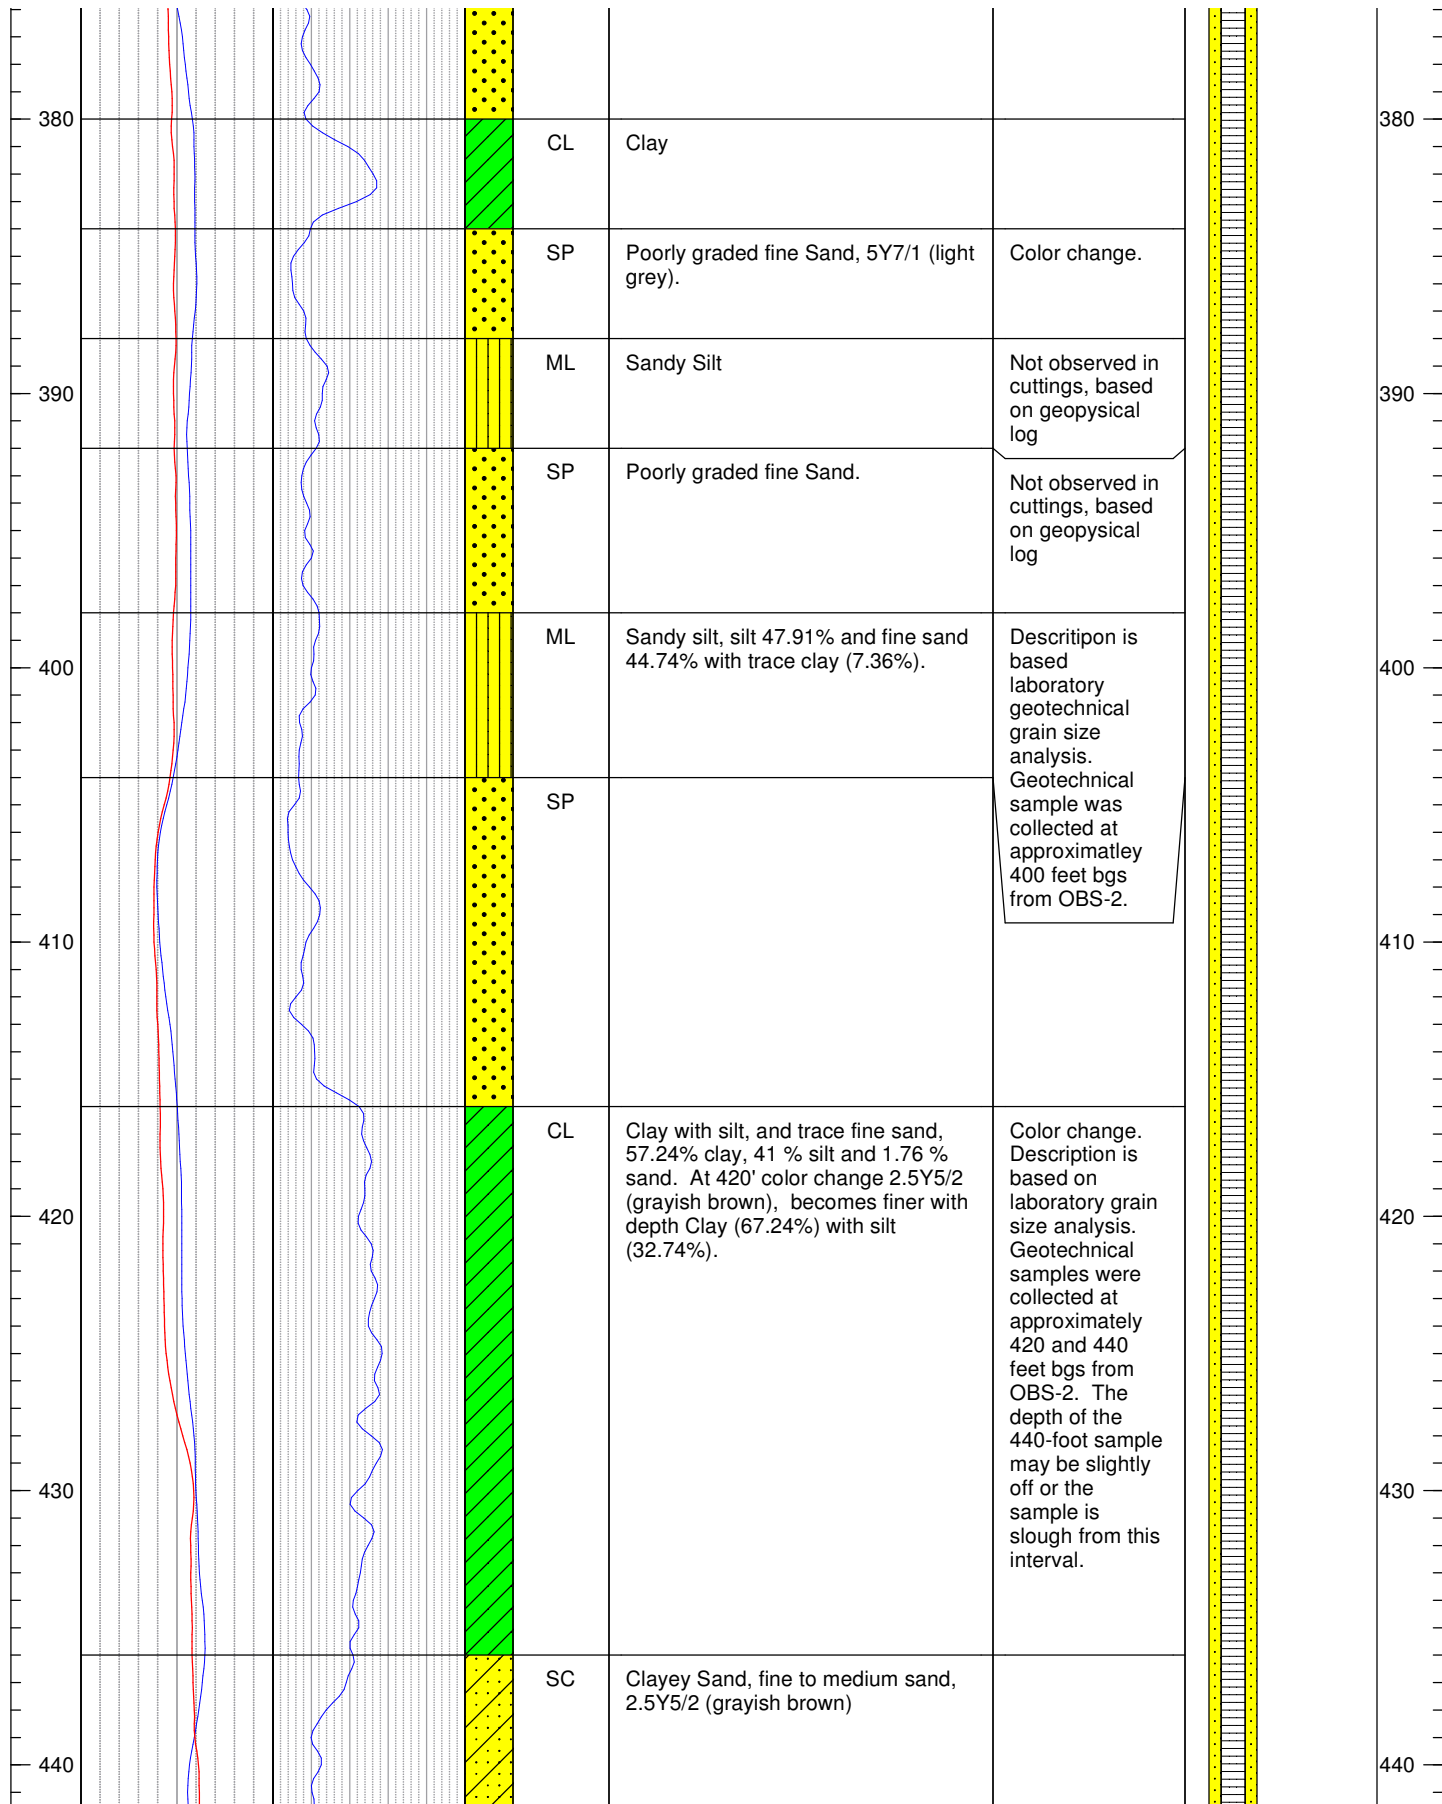 380
CL
Clay
380
SP
Poorly graded fine Sand, 5Y7/1 (light
grey).
Color change.
ML
Sandy Silt
Not observed in
cuttings, based
on geopysical
log
390
390
SP
Poorly graded fine Sand.
Not observed in
cuttings, based
on geopysical
log
ML
Sandy silt, silt 47.91% and fine sand
44.74% with trace clay (7.36%).
Descritipon is
based
laboratory
geotechnical
grain size
analysis.
Geotechnical
sample was
collected at
approximatley
400 feet bgs
from OBS-2.
400
400
SP
410
410
CL
Clay with silt, and trace fine sand,
57.24% clay, 41 % silt and 1.76 %
sand.  At 420' color change 2.5Y5/2
(grayish brown),  becomes finer with
depth Clay (67.24%) with silt
(32.74%).
Color change.
Description is
based on
laboratory grain
size analysis.
Geotechnical
samples were
collected at
approximately
420 and 440
feet bgs from
OBS-2.  The
depth of the
440-foot sample
may be slightly
off or the
sample is
slough from this
interval.
420
420
430
430
SC
Clayey Sand, fine to medium sand,
2.5Y5/2 (grayish brown)
440
440